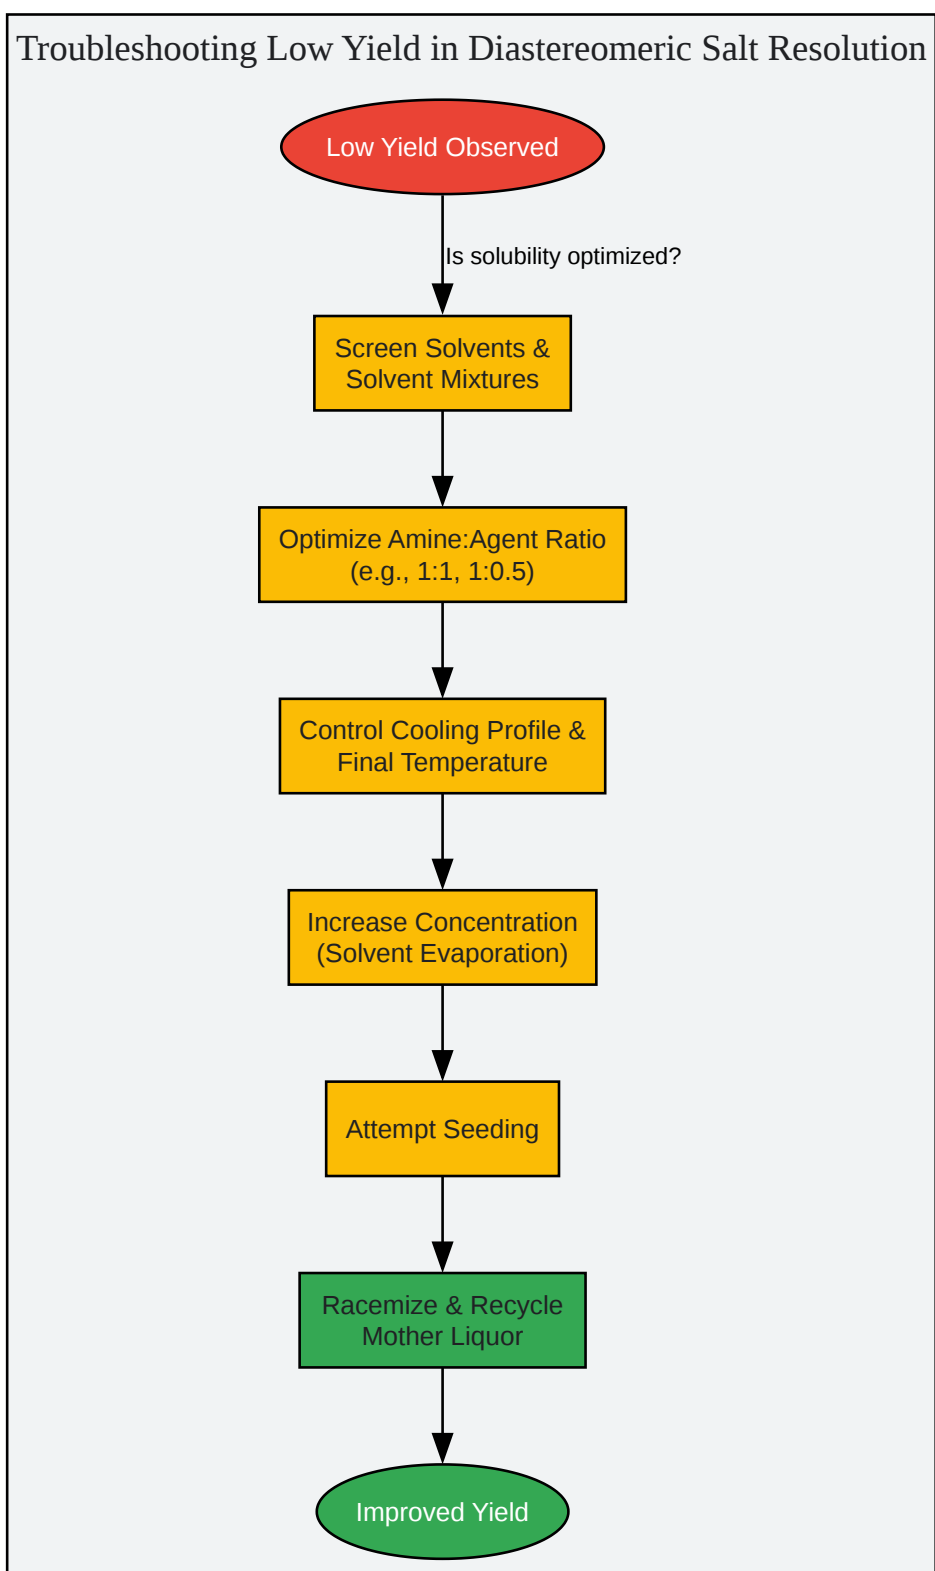 Troubleshooting Low Yield in Diastereomeric Salt Resolution
Low Yield Observed
Is solubility optimized?
Screen Solvents &
Solvent Mixtures
Optimize Amine:Agent Ratio
(e.g., 1:1, 1:0.5)
Control Cooling Profile &
Final Temperature
Increase Concentration
(Solvent Evaporation)
Attempt Seeding
Racemize & Recycle
Mother Liquor
Improved Yield